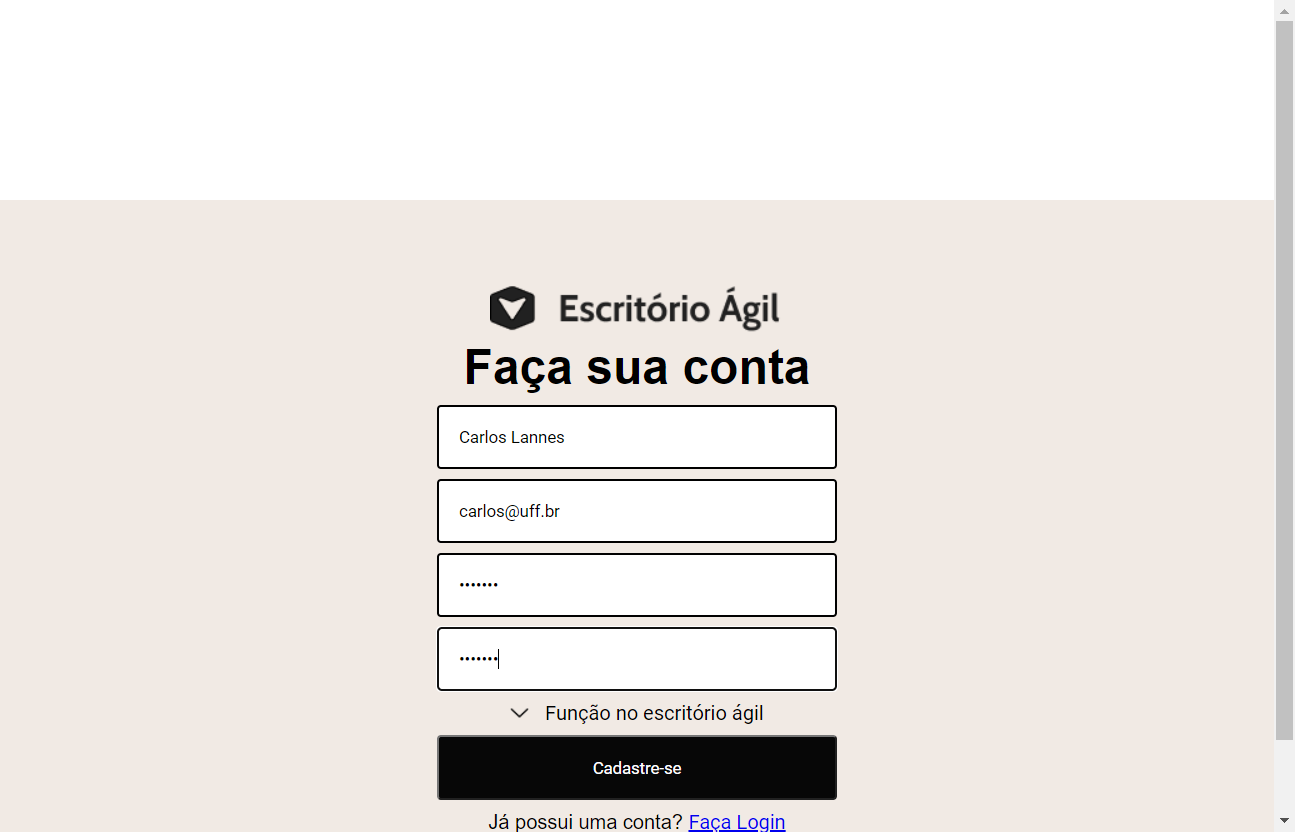 Escritório Ágil
Faça sua conta
Carlos Lannes
carlos@uff.br
•••••••
•••••••
Função no escritório ágil
Cadastre-se
Já possui uma conta? Faça Login